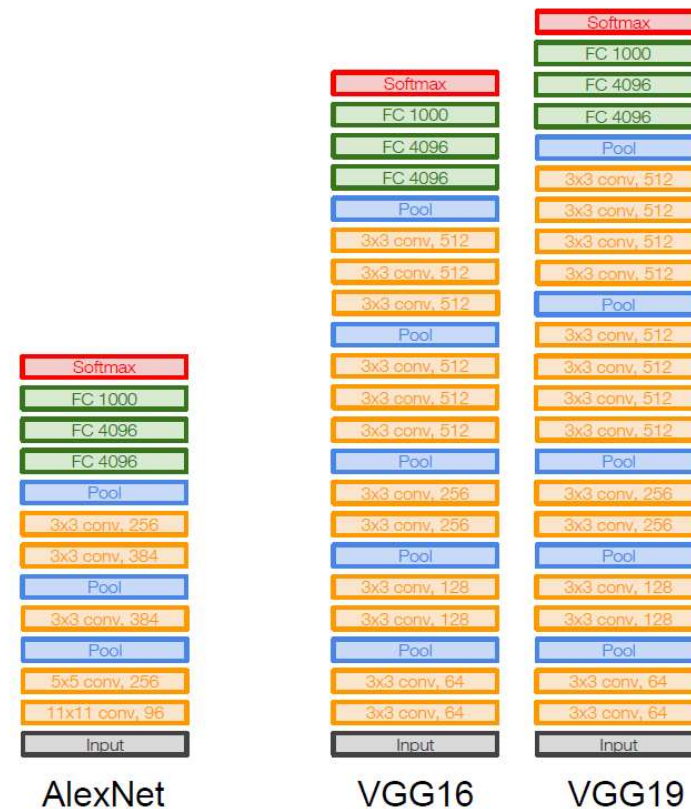 Softmax
FC 1000
FC 4096
FC 4096
Pool
3x3 conv, 256
3x3 conv, 384
Pool
3x3 conv, 384
Pool
5x5 conv, 256
11x11 conv, 96
Input
AlexNet
Softmax
FC 1000
FC 4096
FC 4096
Pool
3x3 conv, 512
3x3 conv, 512
3x3 conv, 512
Pool
3x3 conv, 512
3x3 conv, 512
3x3 conv, 512
Pool
3x3 conv, 256
3x3 conv, 256
Pool
3x3 conv, 128
3x3 conv, 128
Pool
3x3 conv, 64
3x3 conv, 64
Input
VGG16
Softmax
FC 1000
FC 4096
FC 4096
Pool
3x3 conv, 512
3x3 conv, 512
3x3 conv, 512
3x3 conv, 512
Pool
3x3 conv, 512
3x3 conv, 512
3x3 conv, 512
3x3 conv, 512
Pool
3x3 conv, 256
3x3 conv, 256
Pool
3x3 conv, 128
3x3 conv, 128
Pool
3x3 conv, 64
3x3 conv, 64
Input
VGG19